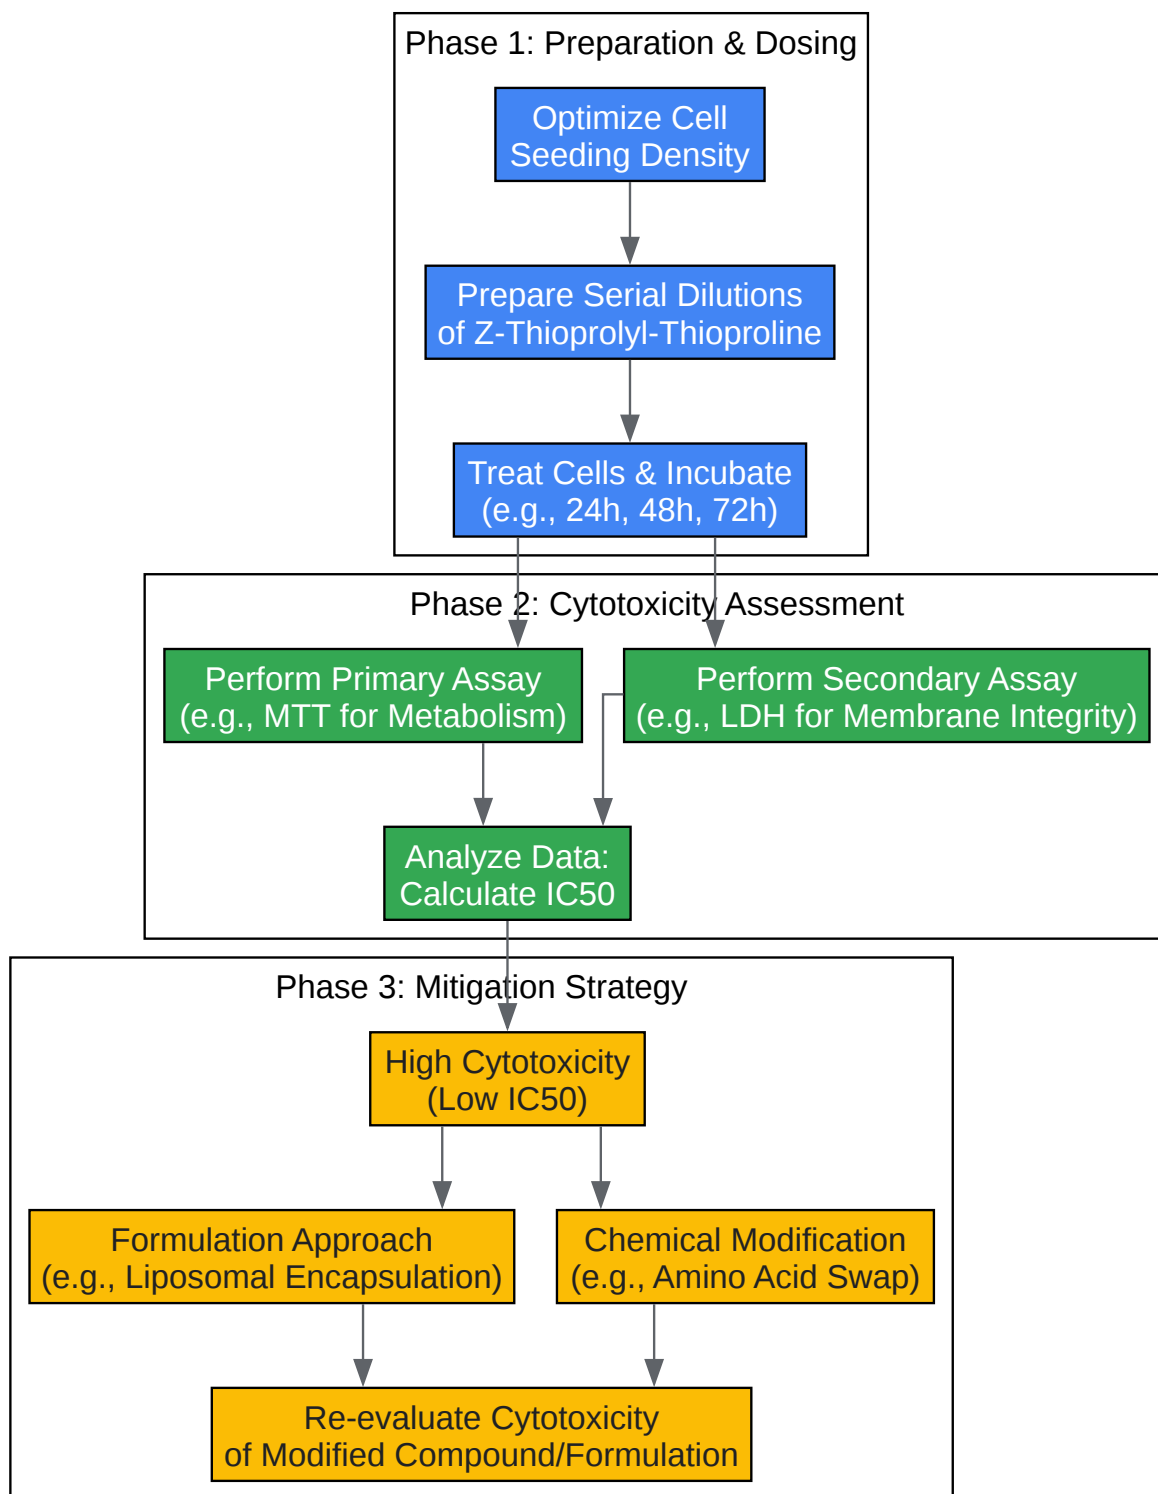 Phase 1: Preparation & Dosing
Optimize Cell
Seeding Density
Prepare Serial Dilutions
of Z-Thioprolyl-Thioproline
Treat Cells & Incubate
(e.g., 24h, 48h, 72h)
Phase 2: Cytotoxicity Assessment
Perform Primary Assay
(e.g., MTT for Metabolism)
Perform Secondary Assay
(e.g., LDH for Membrane Integrity)
Analyze Data:
Calculate IC50
Phase 3: Mitigation Strategy
High Cytotoxicity
(Low IC50)
Formulation Approach
(e.g., Liposomal Encapsulation)
Chemical Modification
(e.g., Amino Acid Swap)
Re-evaluate Cytotoxicity
of Modified Compound/Formulation